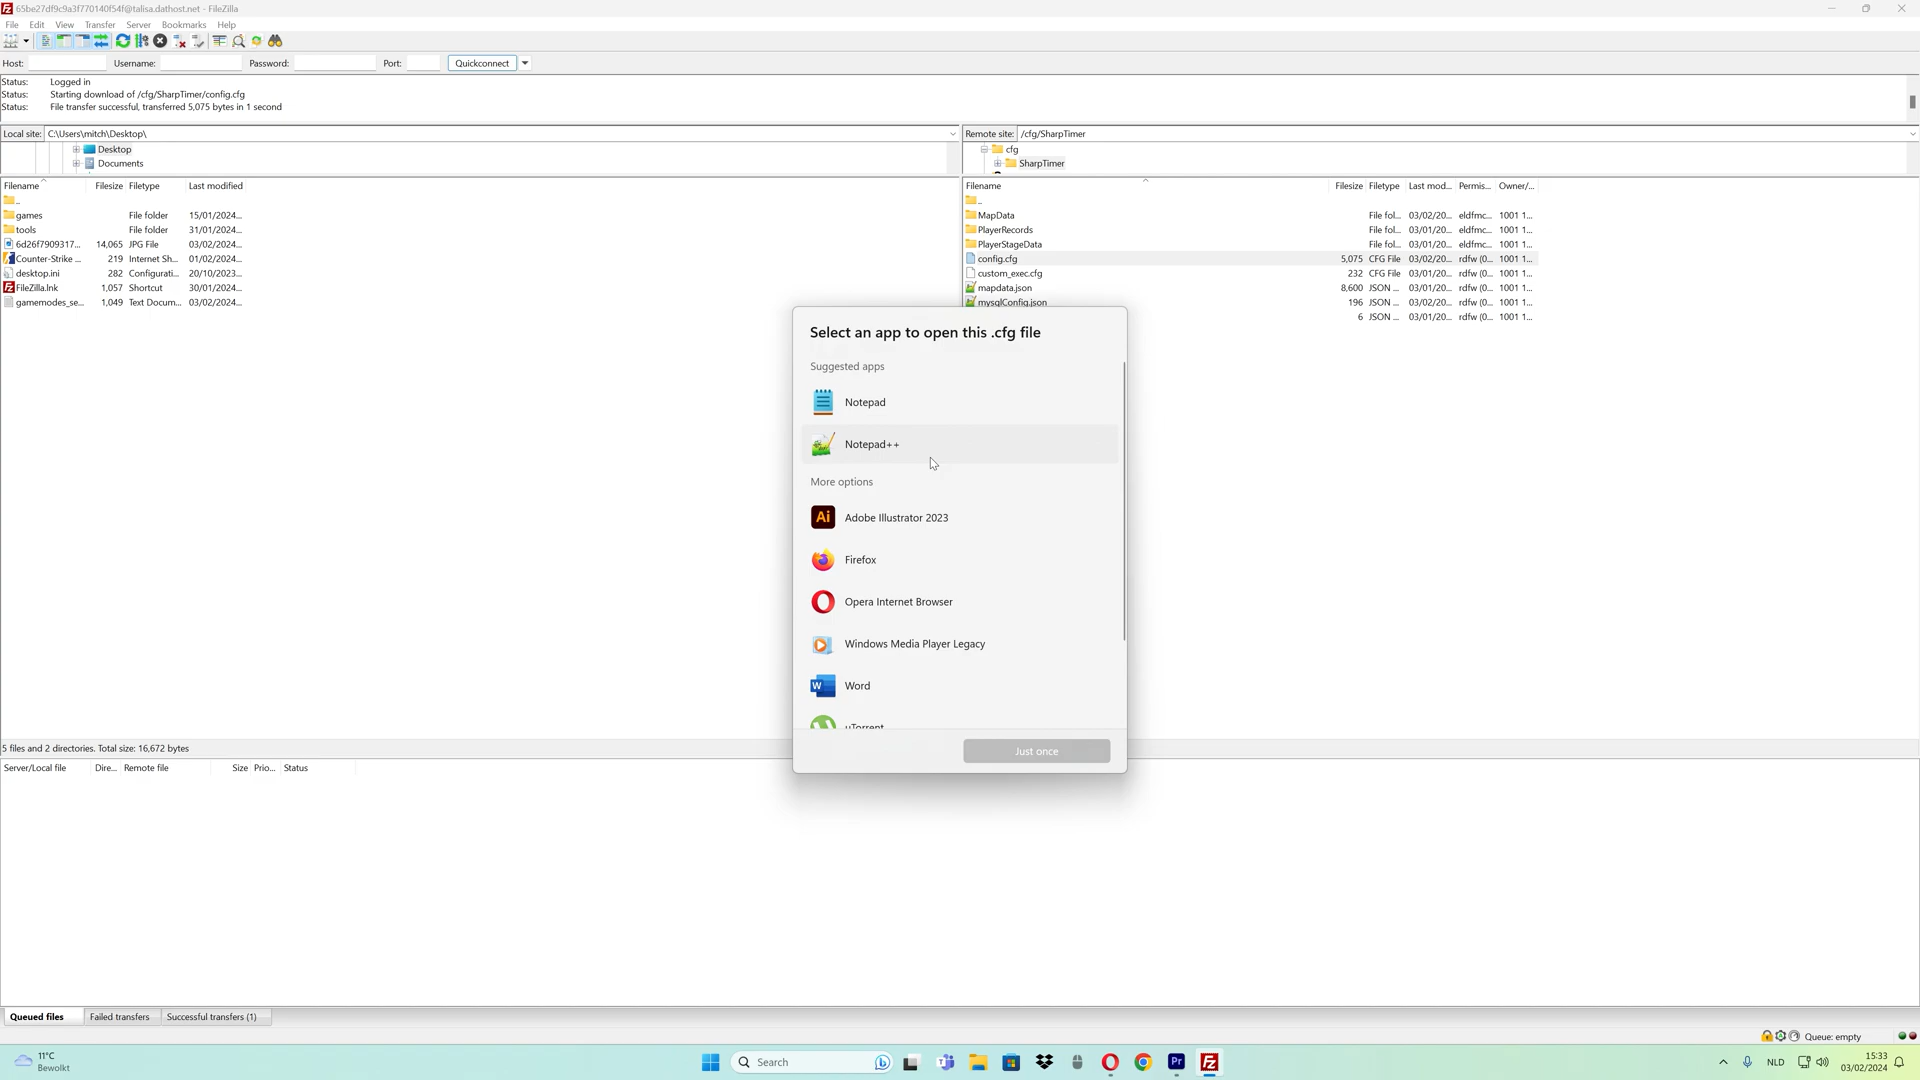 65be27df9c9a3f770140f54f@talisa.dathost.net - FileZilla
File Edit View Transfer Server Bookmarks Help
Host: Username: Password: Port: Quickconnect
Status: Logged in
Status: Starting download of /cfg/SharpTimer/config.cfg
Status: File transfer successful, transferred 5,075 bytes in 1 second
Local site: C:\Users\mitch\Desktop\
Desktop
Documents
Filename Filesize Filetype Last modified
..
games File folder 15/01/2024...
tools File folder 31/01/2024...
6d26f7909317... 14,065 JPG File 03/02/2024...
Counter-Strike ... 219 Internet Sh... 01/02/2024...
desktop.ini 282 Configurati... 20/10/2023...
FileZilla.lnk 1,057 Shortcut 30/01/2024...
gamemodes_se... 1,049 Text Docum... 03/02/2024...
5 files and 2 directories. Total size: 16,672 bytes
Remote site: /cfg/SharpTimer
cfg
SharpTimer
Filename Filesize Filetype Last mod... Permis... Owner/...
..
MapData File fol... 03/02/20... eldfmc... 1001 1...
PlayerRecords File fol... 03/01/20... eldfmc... 1001 1...
PlayerStageData File fol... 03/01/20... eldfmc... 1001 1...
config.cfg 5,075 CFG File 03/02/20... rdfw (0... 1001 1...
custom_exec.cfg 232 CFG File 03/01/20... rdfw (0... 1001 1...
mapdata.json 8,600 JSON ... 03/01/20... rdfw (0... 1001 1...
mysqlConfig.json 196 JSON ... 03/02/20... rdfw (0... 1001 1...
6 JSON ... 03/01/20... rdfw (0... 1001 1...
Select an app to open this .cfg file
Suggested apps
Notepad
Notepad++
More options
Ai Adobe Illustrator 2023
Firefox
Opera Internet Browser
Windows Media Player Legacy
W Word
uTorrent
Just once
Server/Local file Dire... Remote file Size Prio... Status
Queued files Failed transfers Successful transfers (1)
Queue: empty
11°C
Bewolkt
Search
Pr
Fz
NLD
15:33
03/02/2024